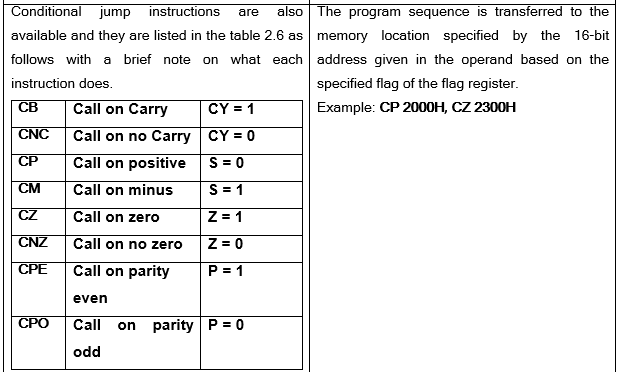 Conditional jump instructions are also
available and they are listed in the table 2.6 as
follows with a brief note on what each
instruction does.
CB Call on Carry CY = 1
CNC Call on no Carry CY = 0
CP Call on positive S = 0
CM Call on minus S = 1
CZ Call on zero Z = 1
CNZ Call on no zero Z = 0
CPE Call on parity P = 1
even
CPO Call on parity P = 0
odd
The program sequence is transferred to the
memory location specified by the 16-bit
address given in the operand based on the
specified flag of the flag register.
Example: CP 2000H, CZ 2300H